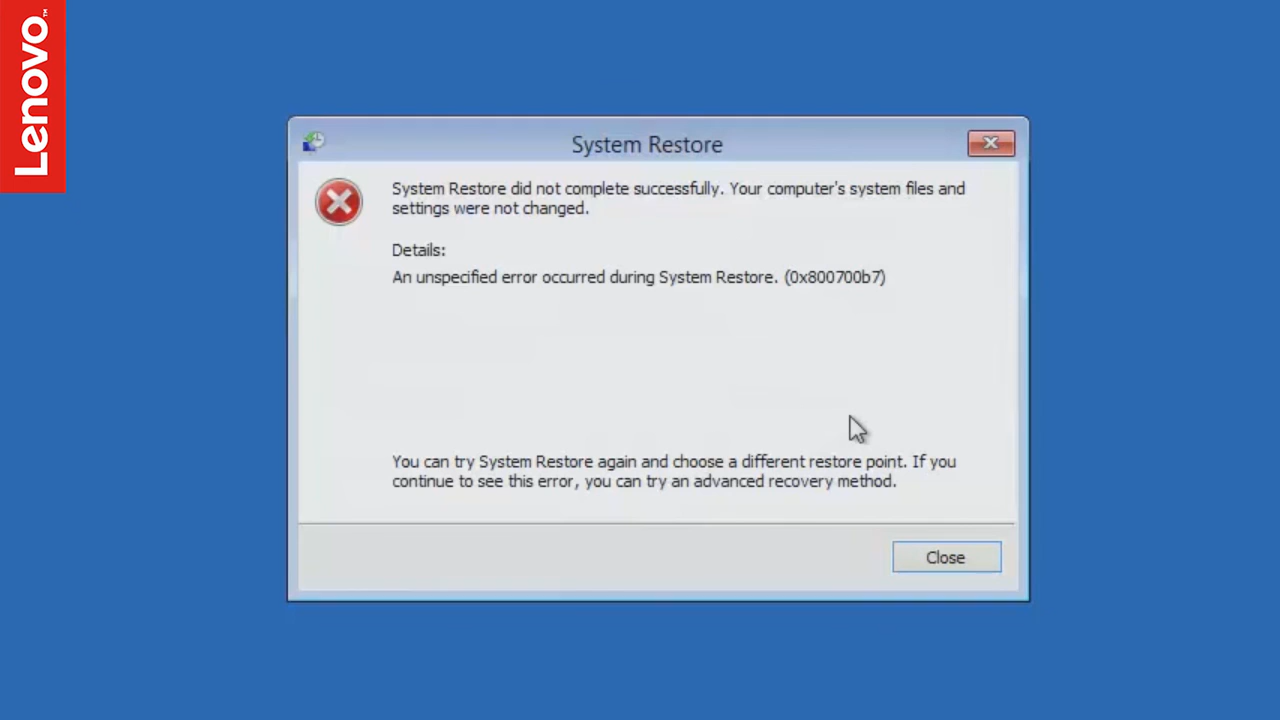 Lenovo™
System Restore
System Restore did not complete successfully. Your computer's system files and
settings were not changed.
Details:
An unspecified error occurred during System Restore. (0x800700b7)
You can try System Restore again and choose a different restore point. If you
continue to see this error, you can try an advanced recovery method.
Close